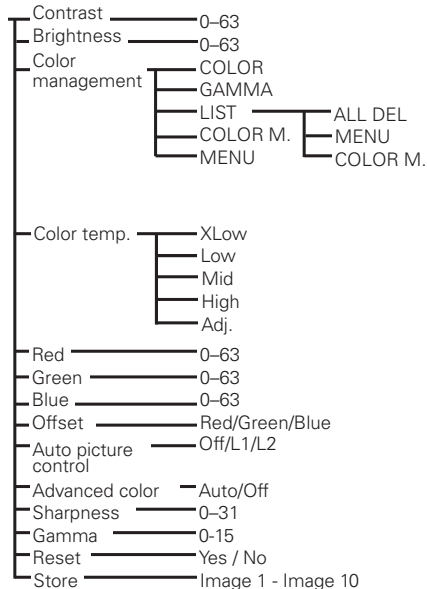 Contrast 0–63
Brightness 0–63
Color
management COLOR
GAMMA
LIST ALL DEL
COLOR M. MENU
MENU COLOR M.
Color temp. XLow
Low
Mid
High
Adj.
Red 0–63
Green 0–63
Blue 0–63
Offset Red/Green/Blue
Auto picture
control Off/L1/L2
Advanced color Auto/Off
Sharpness 0–31
Gamma 0-15
Reset Yes / No
Store Image 1 - Image 10